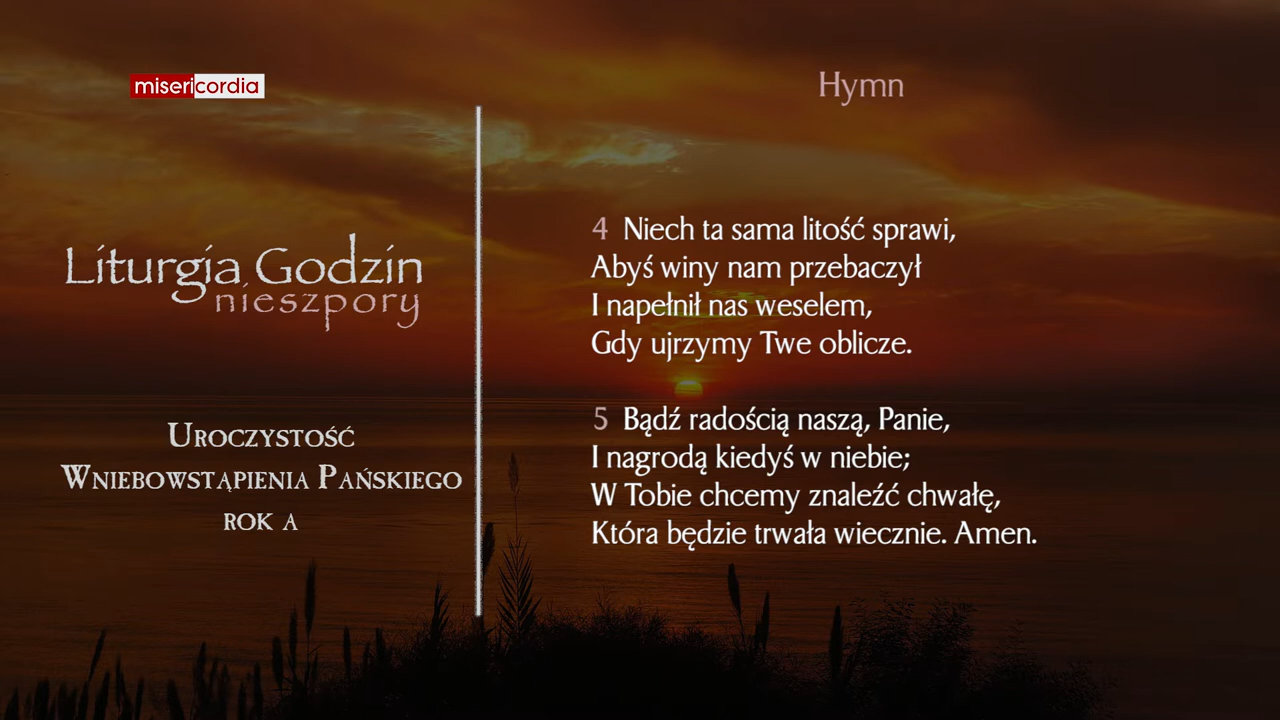 misericordia
Liturgia Godzin
nieszpory
Uroczystość
Wniebowstąpienia Pańskiego
rok a
Hymn
4 Niech ta sama litość sprawi,
Abyś winy nam przebaczył
I napełnił nas weselem,
Gdy ujrzymy Twe oblicze.
5 Bądź radością naszą, Panie,
I nagrodą kiedyś w niebie;
W Tobie chcemy znaleźć chwałę,
Która będzie trwała wiecznie. Amen.